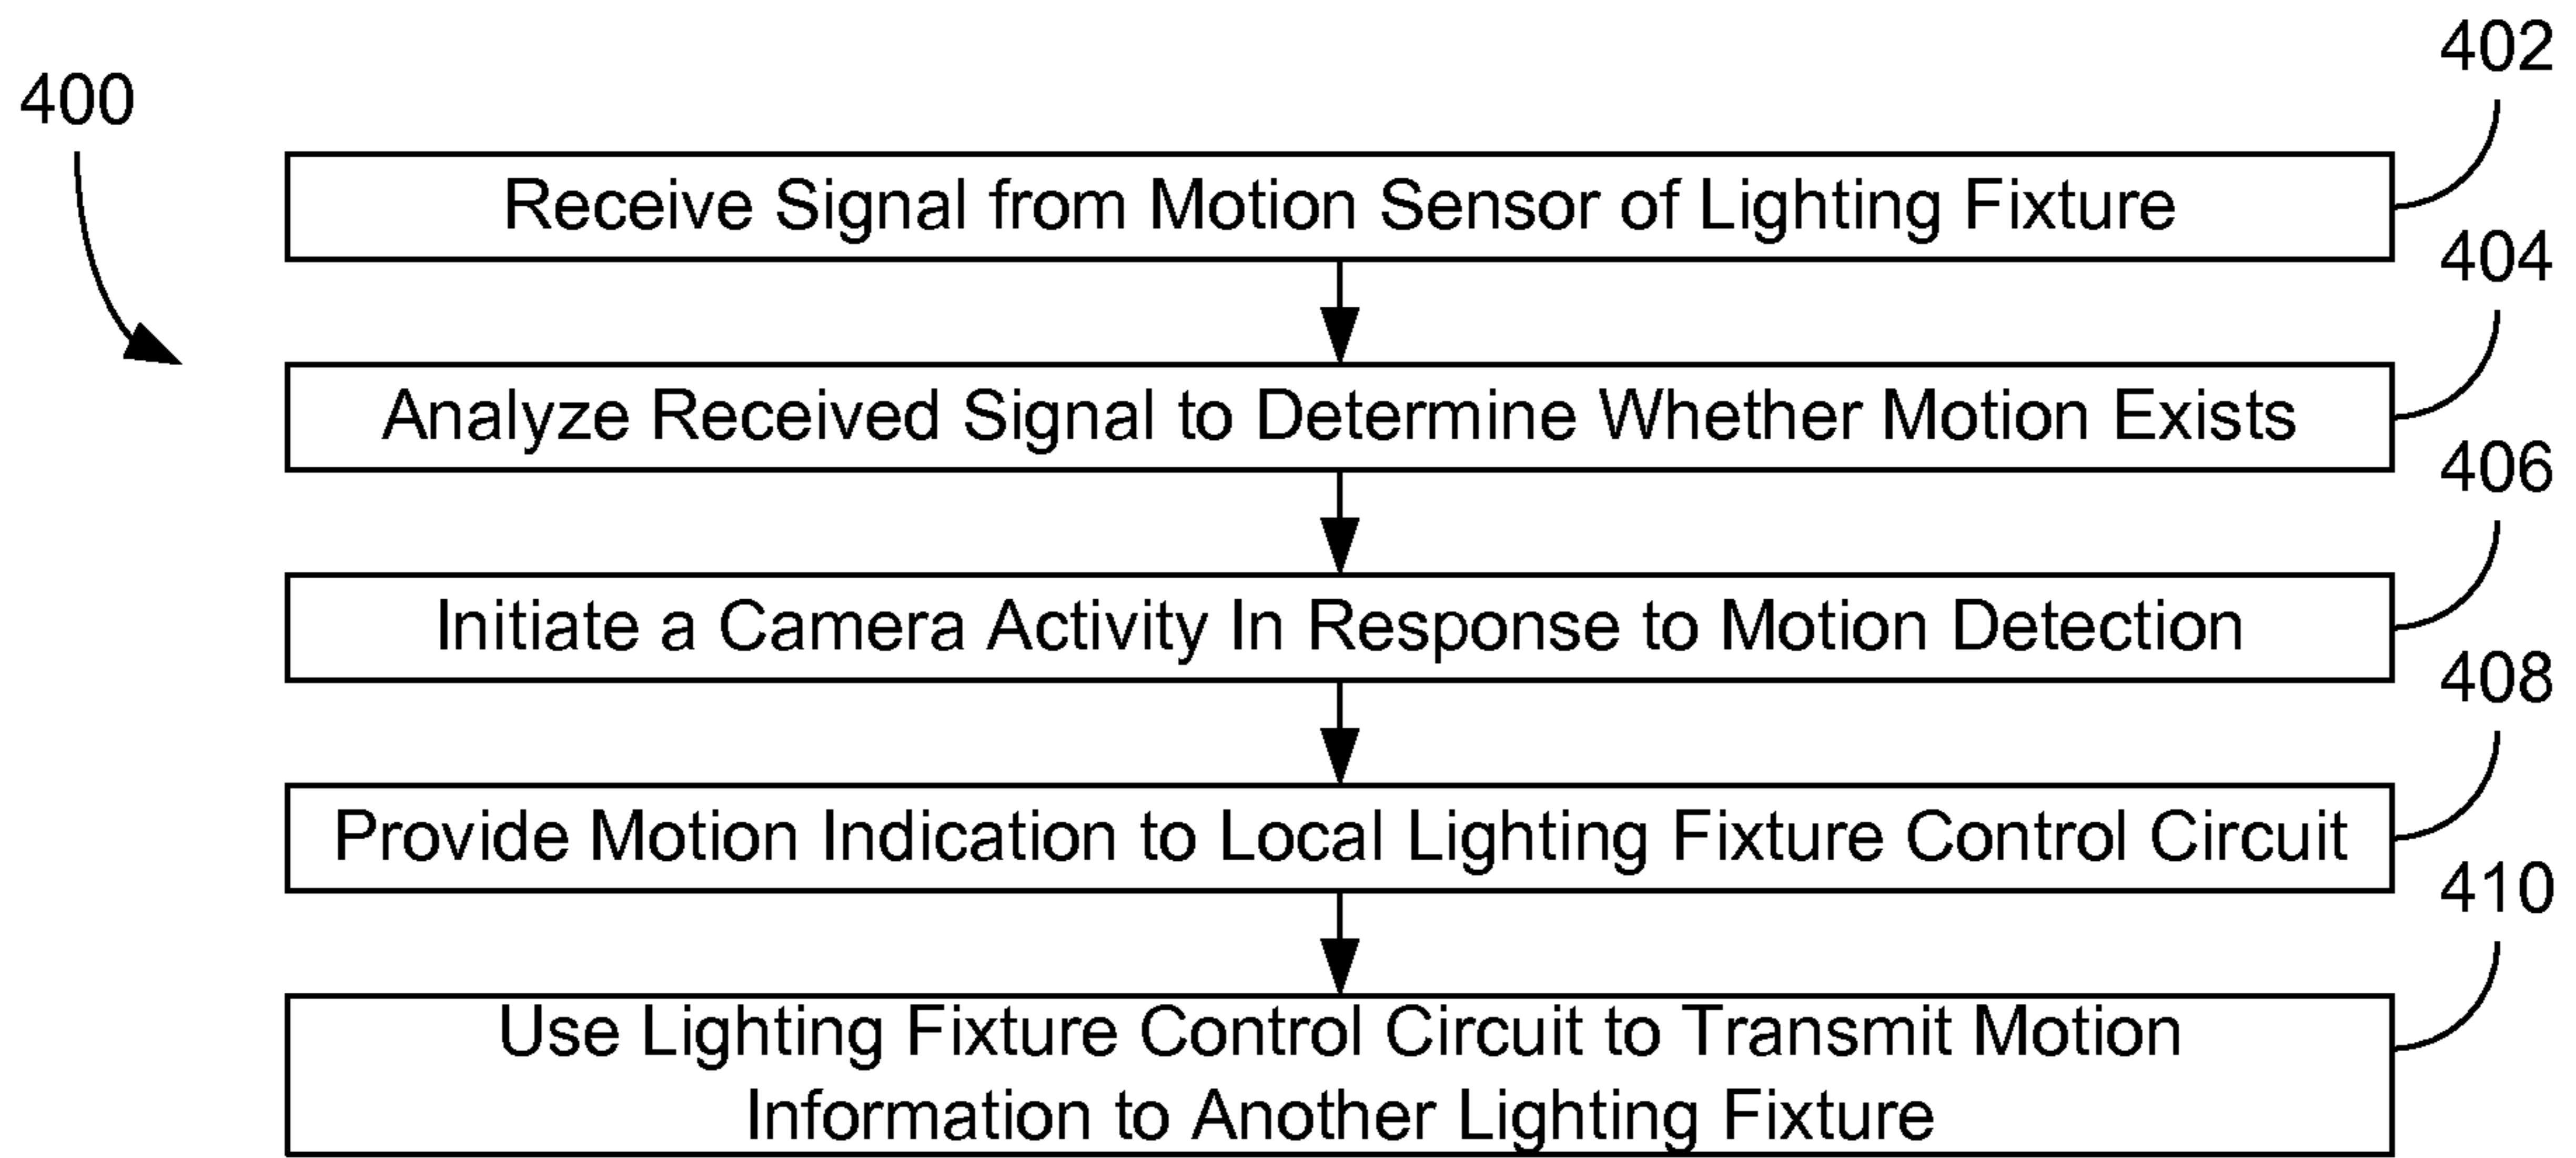 400
402
Receive Signal from Motion Sensor of Lighting Fixture
404
Analyze Received Signal to Determine Whether Motion Exists
406
Initiate a Camera Activity In Response to Motion Detection
408
Provide Motion Indication to Local Lighting Fixture Control Circuit
410
Use Lighting Fixture Control Circuit to Transmit Motion
Information to Another Lighting Fixture